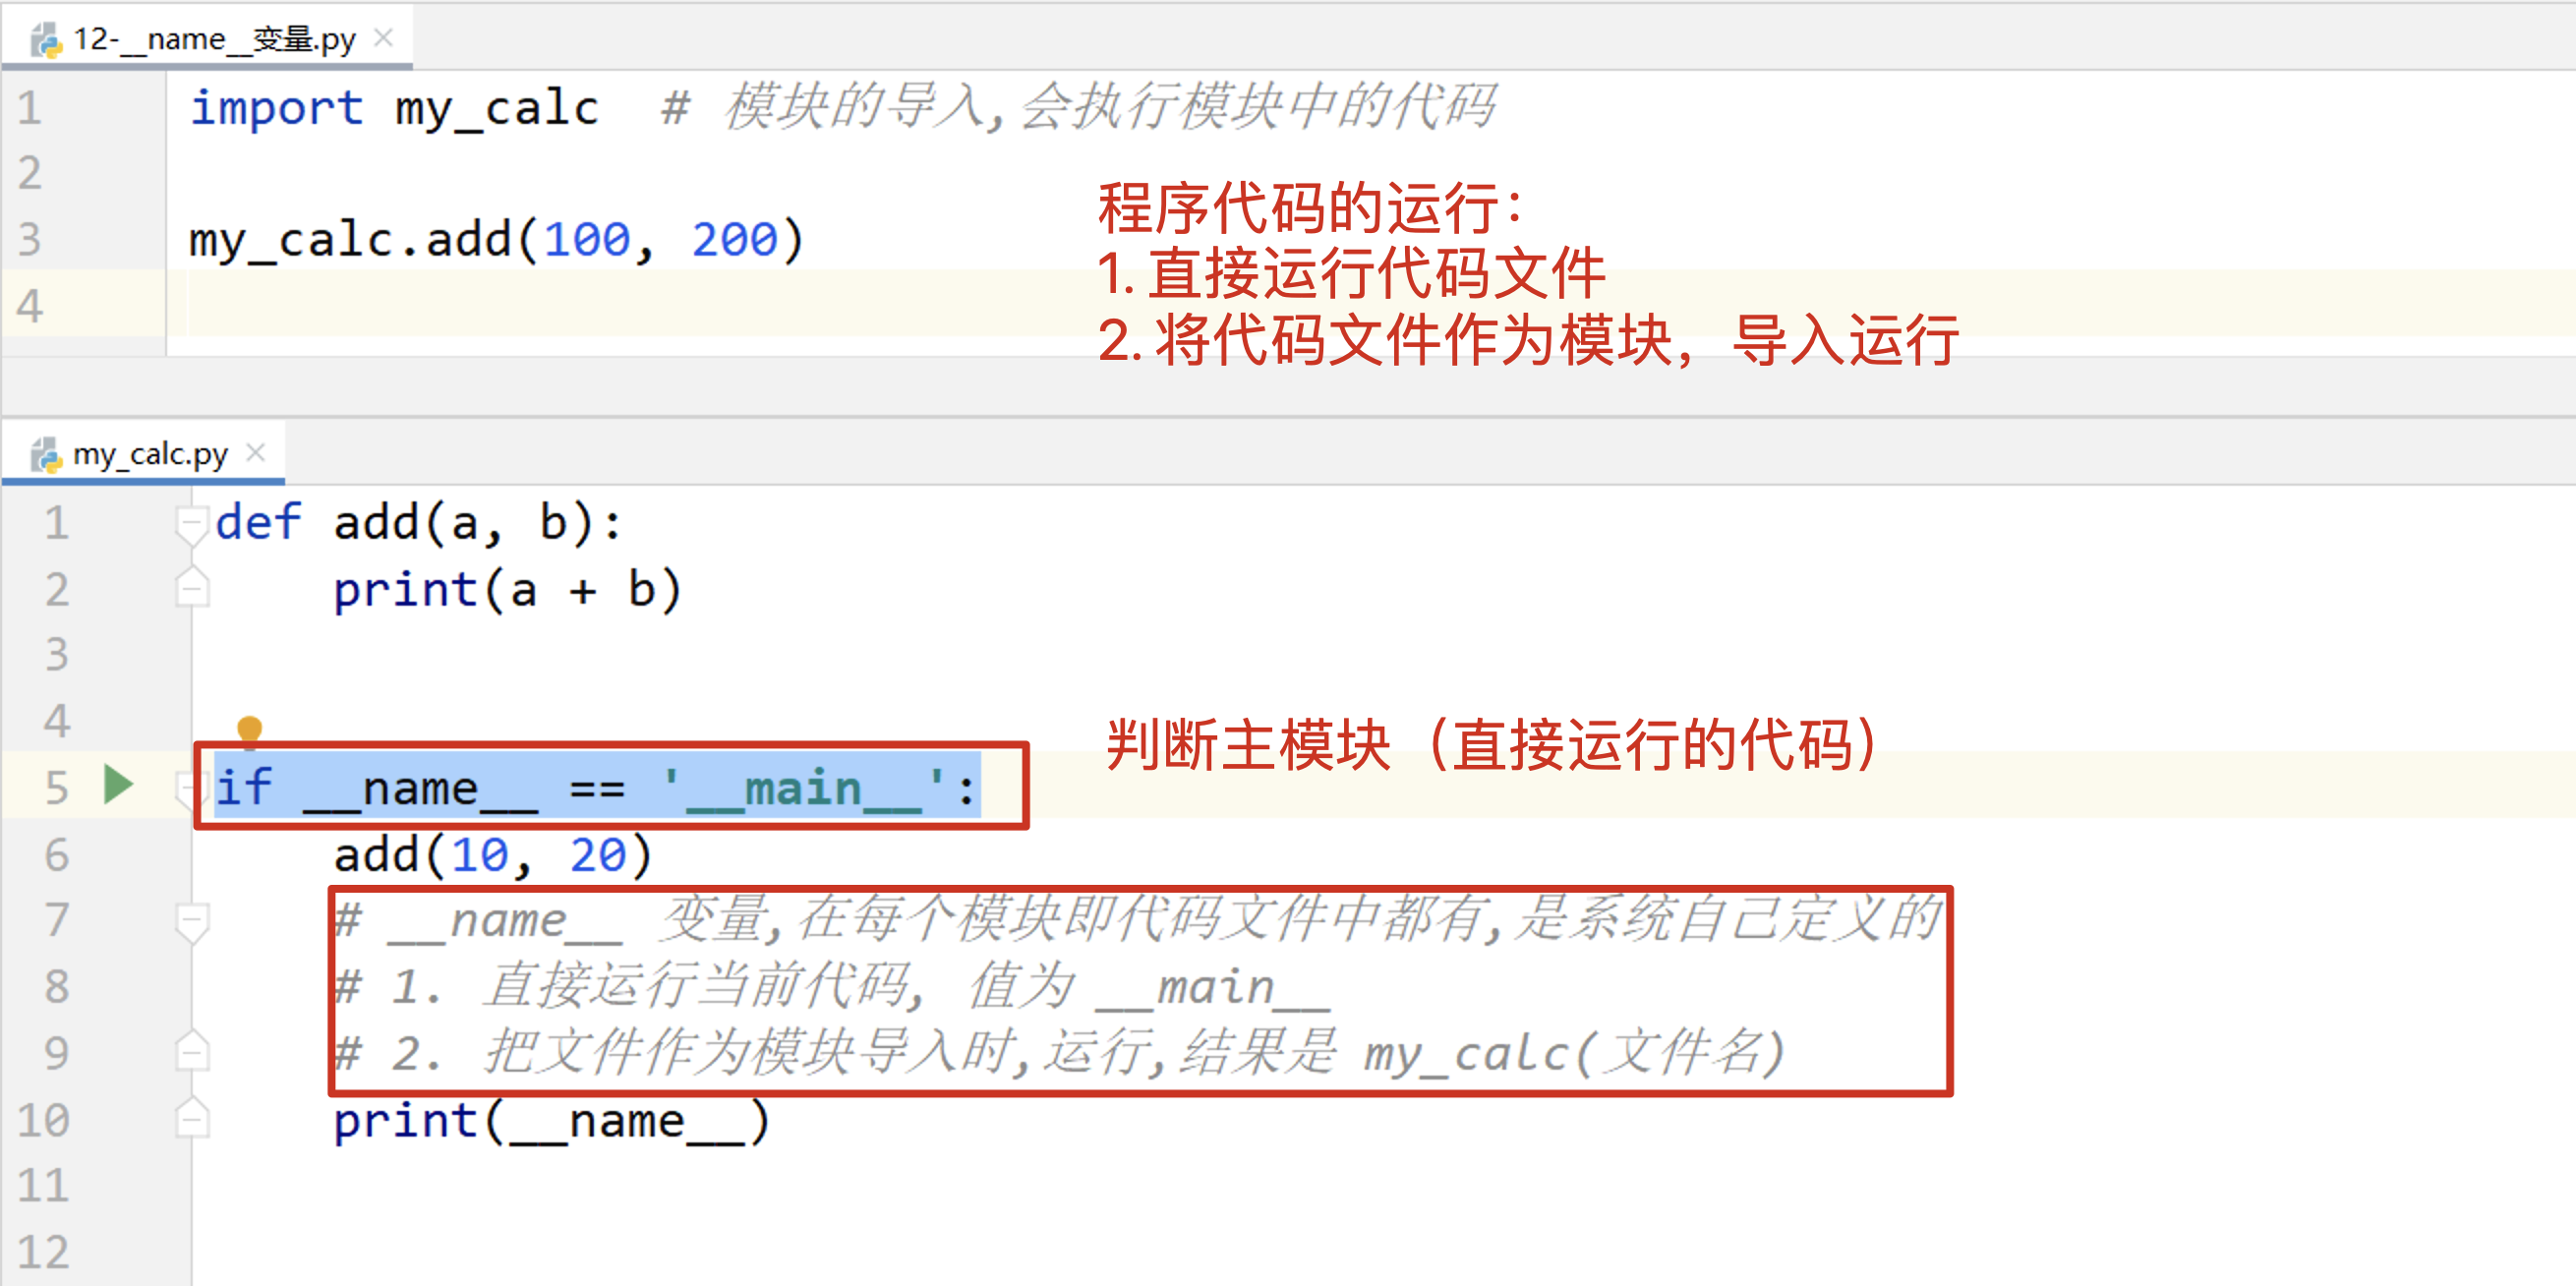 12-__name__变量.py
1 import my_calc  # 模块的导入,会执行模块中的代码
2
3 my_calc.add(100, 200)
4
程序代码的运行：
1. 直接运行代码文件
2. 将代码文件作为模块，导入运行
my_calc.py
1 def add(a, b):
2     print(a + b)
3
4
5 if __name__ == '__main__':
判断主模块（直接运行的代码）
6     add(10, 20)
7     # __name__ 变量,在每个模块即代码文件中都有,是系统自己定义的
8     # 1. 直接运行当前代码, 值为 __main__
9     # 2. 把文件作为模块导入时,运行,结果是 my_calc(文件名)
10     print(__name__)
11
12